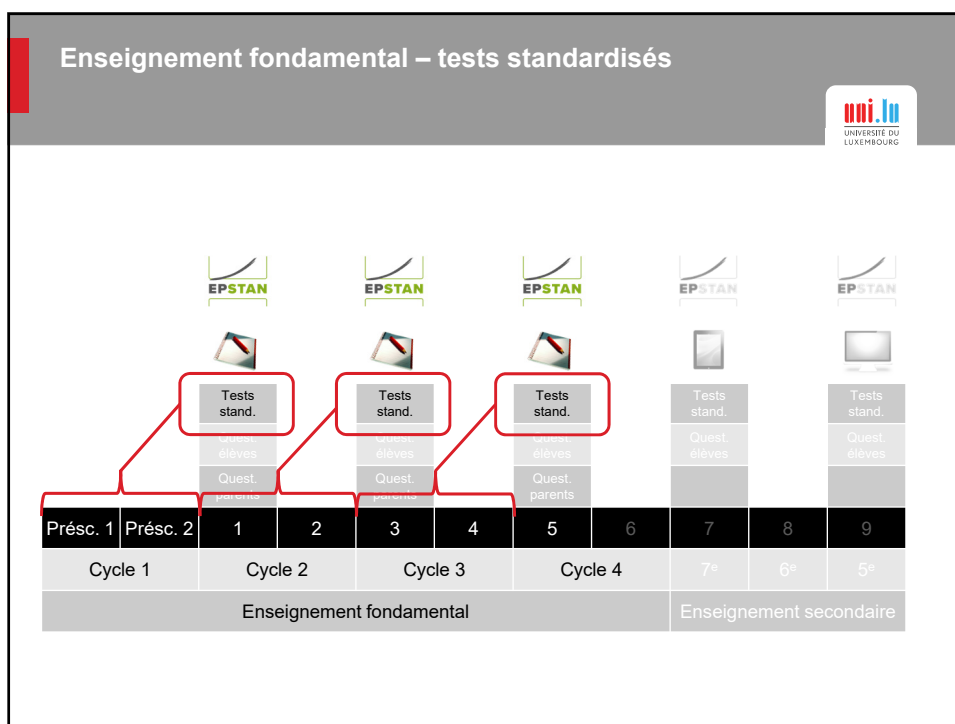 Enseignement fondamental – tests standardisés
uni.lu
UNIVERSITÉ DU
LUXEMBOURG
EPSTAN EPSTAN EPSTAN EPSTAN EPSTAN
Tests Tests Tests Tests Tests
stand. stand. stand. stand. stand.
Quest. Quest. Quest. Quest. Quest.
élèves élèves élèves élèves élèves
Quest. Quest. Quest.
parents parents parents
Présc. 1 Présc. 2 1 2 3 4 5 6 7 8 9
Cycle 1 Cycle 2 Cycle 3 Cycle 4 7e 6e 5e
Enseignement fondamental Enseignement secondaire